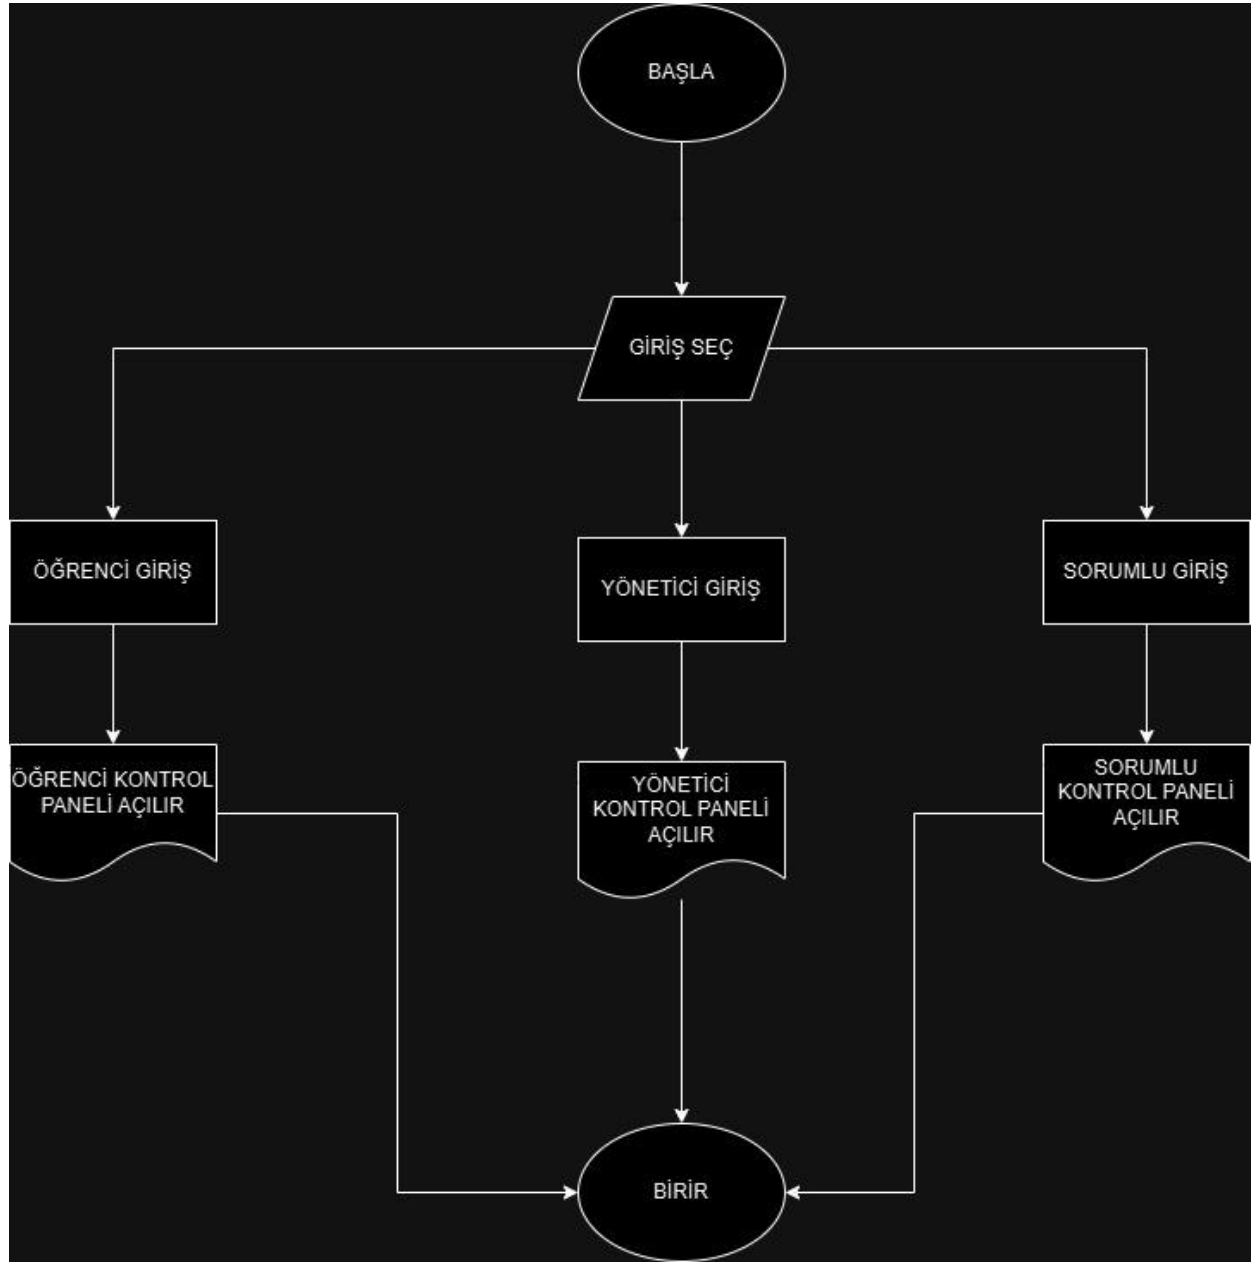 BAŞLA
GİRİŞ SEÇ
ÖĞRENCİ GİRİŞ
YÖNETİCİ GİRİŞ
SORUMLU GİRİŞ
ÖĞRENCİ KONTROL
PANELİ AÇILIR
YÖNETİCİ
KONTROL PANELİ
AÇILIR
SORUMLU
KONTROL PANELİ
AÇILIR
BİRİR